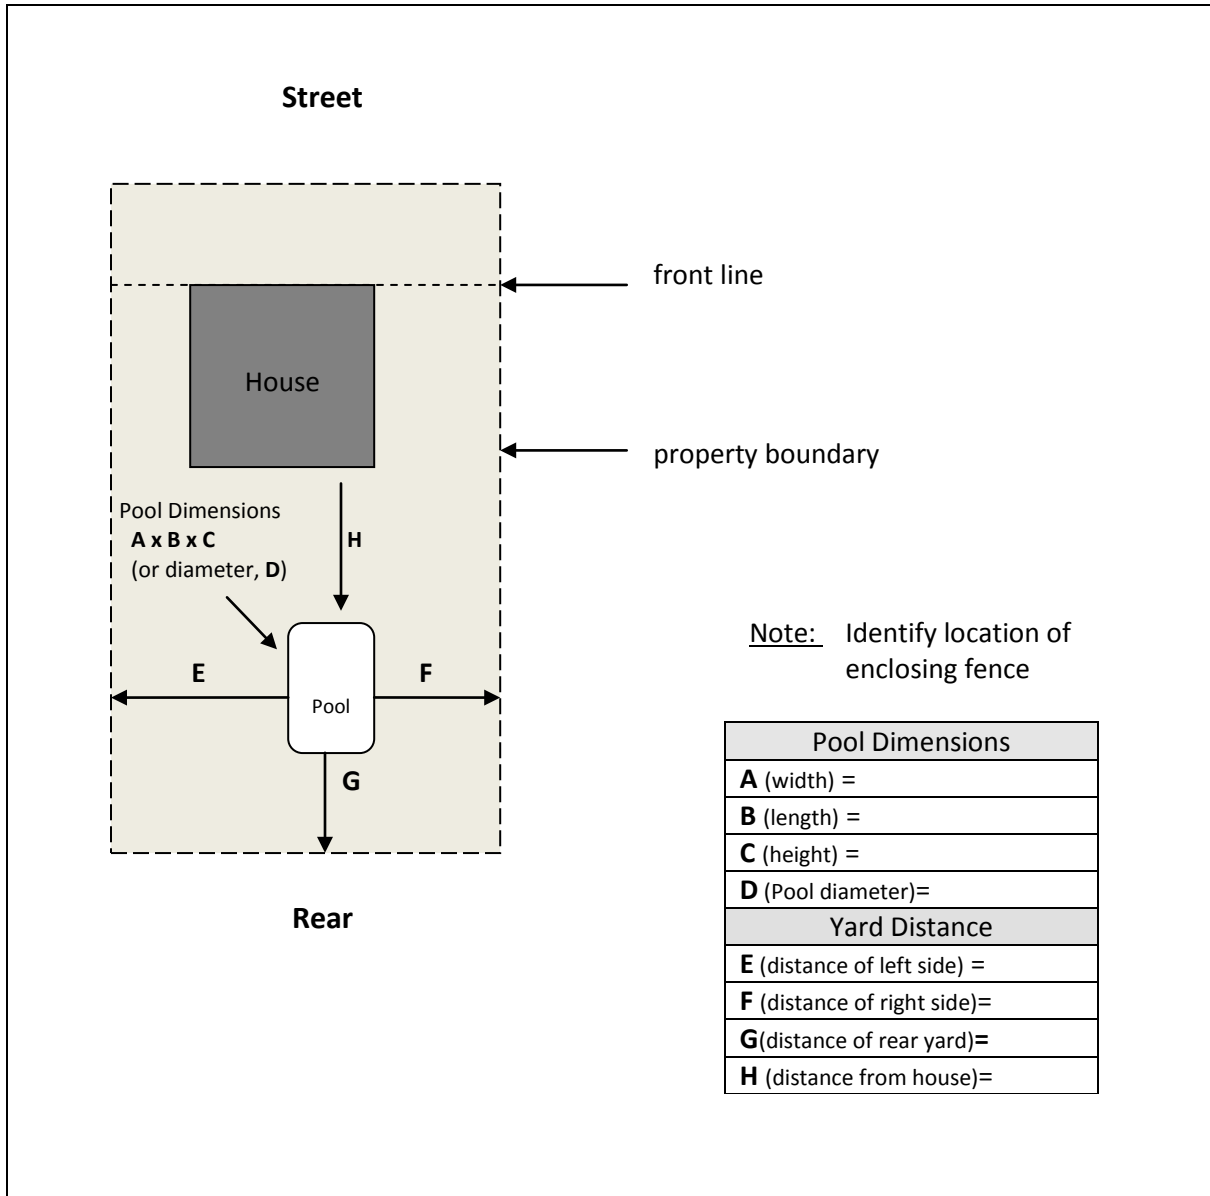 Street
front line
House
property boundary
Pool Dimensions
A x B x C
(or diameter, D)
H
E
F
Pool
G
Rear
Note: Identify location of
enclosing fence
Pool Dimensions
A (width) =
B (length) =
C (height) =
D (Pool diameter)=
Yard Distance
E (distance of left side) =
F (distance of right side)=
G(distance of rear yard)=
H (distance from house)=